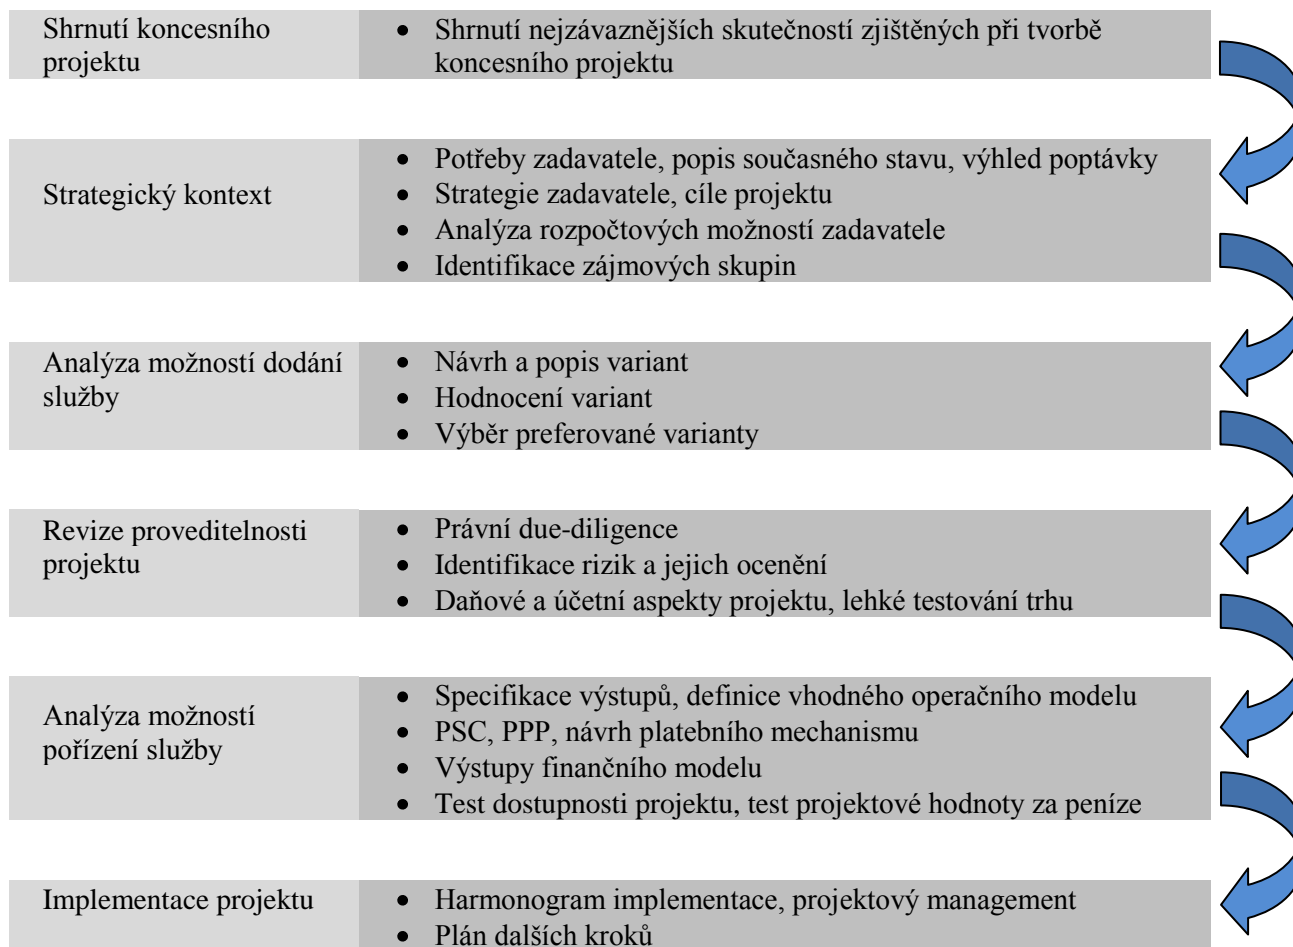 Shrnutí koncesního
projektu
• Shrnutí nejzávaznějších skutečností zjištěných při tvorbě
koncesního projektu
Strategický kontext
• Potřeby zadavatele, popis současného stavu, výhled poptávky
• Strategie zadavatele, cíle projektu
• Analýza rozpočtových možností zadavatele
• Identifikace zájmových skupin
Analýza možností dodání
služby
• Návrh a popis variant
• Hodnocení variant
• Výběr preferované varianty
Revize proveditelnosti
projektu
• Právní due-diligence
• Identifikace rizik a jejich ocenění
• Daňové a účetní aspekty projektu, lehké testování trhu
Analýza možností
pořízení služby
• Specifikace výstupů, definice vhodného operačního modelu
• PSC, PPP, návrh platebního mechanismu
• Výstupy finančního modelu
• Test dostupnosti projektu, test projektové hodnoty za peníze
Implementace projektu
• Harmonogram implementace, projektový management
• Plán dalších kroků